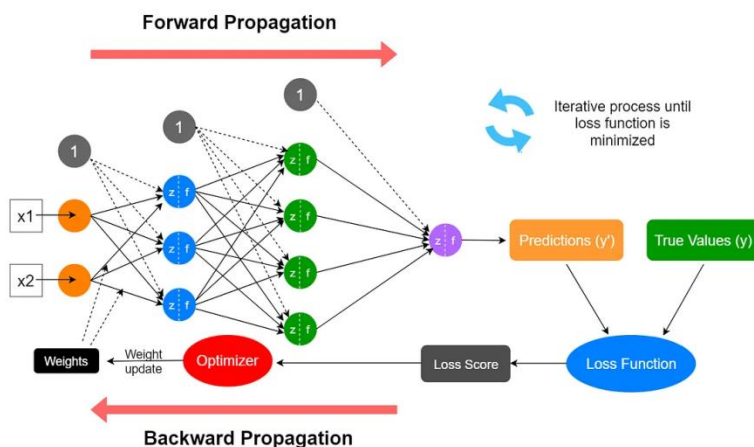 Forward Propagation
1
1
1
Iterative process until
loss function is
minimized
x1
x2
z f
z f
z f
z f
z f
z f
z f
z f
Predictions (y')
True Values (y)
Weights
Weight
update
Optimizer
Loss Score
Loss Function
Backward Propagation